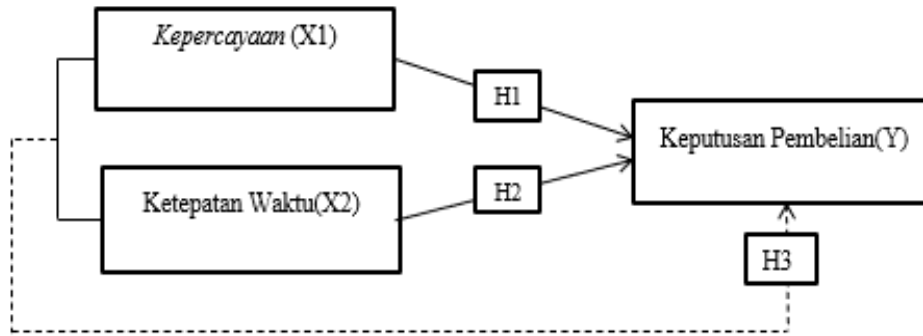 Kepercayaan (X1)
H1
Keputusan Pembelian(Y)
Ketepatan Waktu(X2)
H2
H3